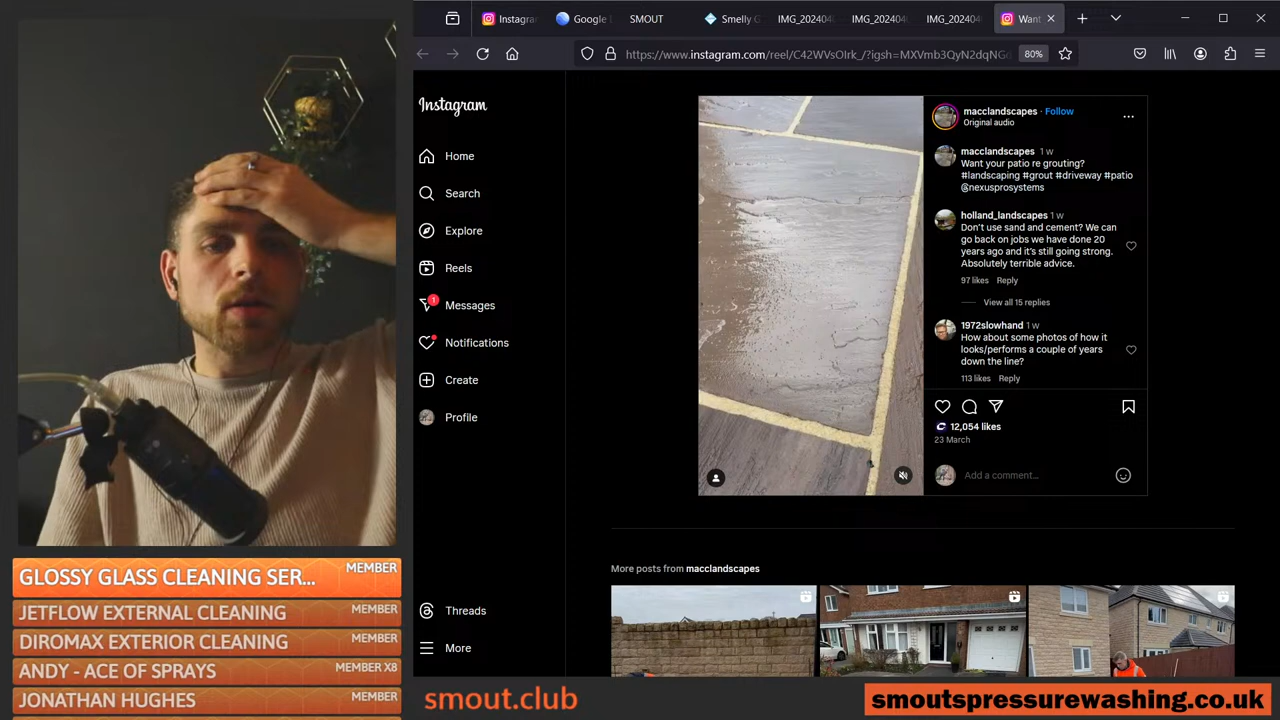 Instagra
Google
SMOUT
Smelly G
IMG_202404
IMG_202404
IMG_20240
Want
https://www.instagram.com/reel/C42WVsOIrk_/?igsh=MXVmb3QyN2dqNG
80%
Instagram
Home
Search
Explore
Reels
1
Messages
Notifications
Create
Profile
Threads
More
macclandscapes · Follow
Original audio
macclandscapes 1 w
Want your patio re grouting?
#landscaping #grout #driveway #patio
@nexusprosystems
holland_landscapes 1 w
Don't use sand and cement? We can
go back on jobs we have done 20
years ago and it's still going strong.
Absolutely terrible advice.
97 likes Reply
View all 15 replies
1972slowhand 1 w
How about some photos of how it
looks/performs a couple of years
down the line?
113 likes Reply
12,054 likes
23 March
Add a comment...
More posts from macclandscapes
GLOSSY GLASS CLEANING SER... MEMBER
JETFLOW EXTERNAL CLEANING MEMBER
DIROMAX EXTERIOR CLEANING MEMBER
ANDY - ACE OF SPRAYS MEMBER X8
JONATHAN HUGHES MEMBER
smout.club
smoutspressurewashing.co.uk